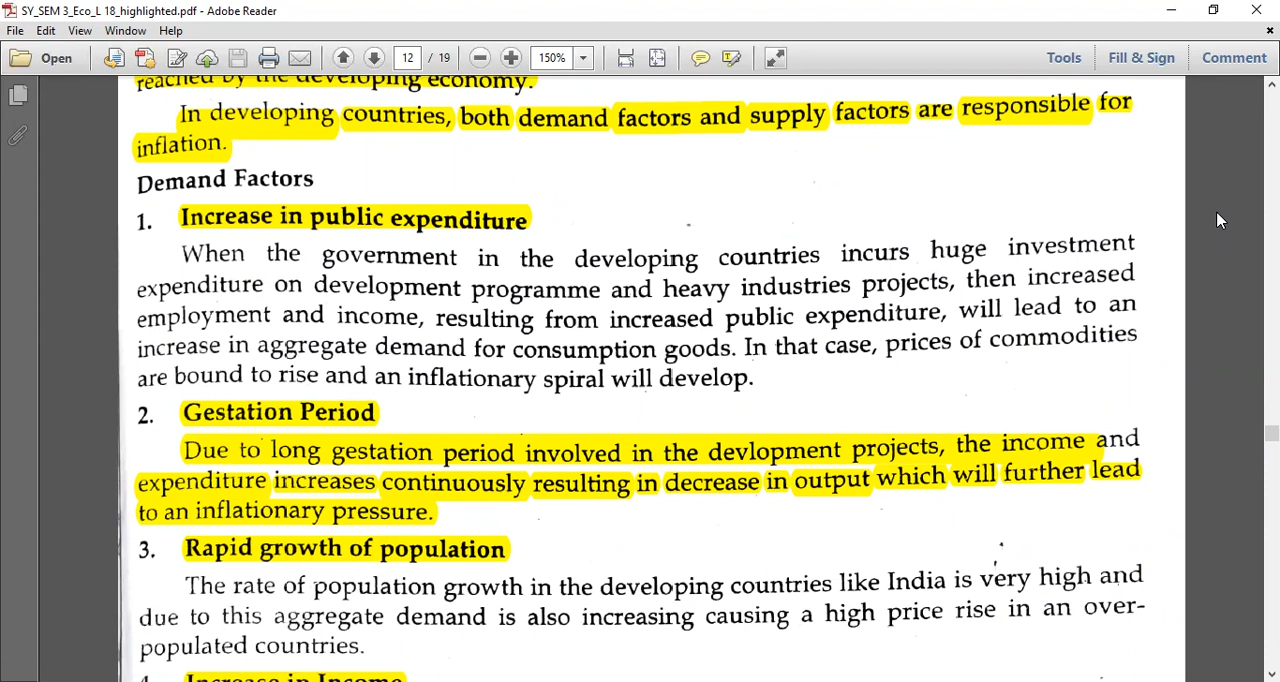 SY_SEM 3_Eco_L 18_highlighted.pdf - Adobe Reader
File Edit View Window Help
Open 12 / 19 150% Tools Fill & Sign Comment
reached by the developing economy.
In developing countries, both demand factors and supply factors are responsible for
inflation.
Demand Factors
1. Increase in public expenditure
When the government in the developing countries incurs huge investment
expenditure on development programme and heavy industries projects, then increased
employment and income, resulting from increased public expenditure, will lead to an
increase in aggregate demand for consumption goods. In that case, prices of commodities
are bound to rise and an inflationary spiral will develop.
2. Gestation Period
Due to long gestation period involved in the devlopment projects, the income and
expenditure increases continuously resulting in decrease in output which will further lead
to an inflationary pressure.
3. Rapid growth of population
The rate of population growth in the developing countries like India is very high and
due to this aggregate demand is also increasing causing a high price rise in an over-
populated countries.
4. Increase in Income